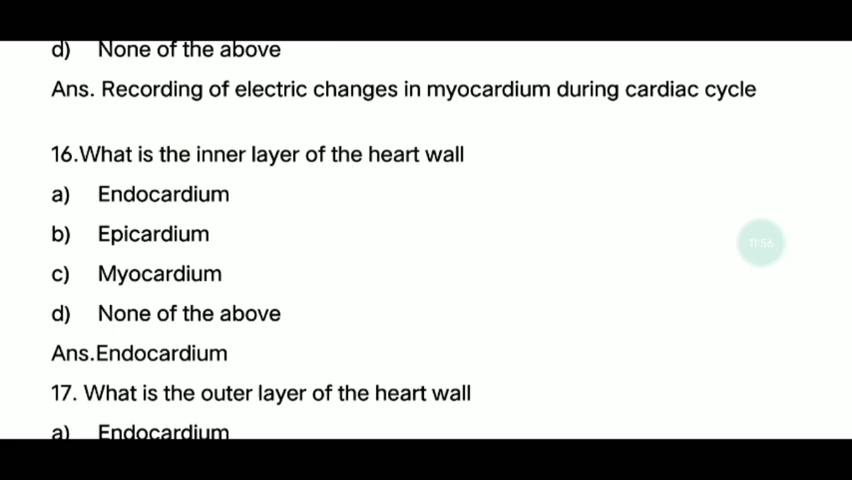 d) None of the above
Ans. Recording of electric changes in myocardium during cardiac cycle
16.What is the inner layer of the heart wall
a) Endocardium
b) Epicardium
c) Myocardium
d) None of the above
11:56
Ans.Endocardium
17. What is the outer layer of the heart wall
a) Endocardium